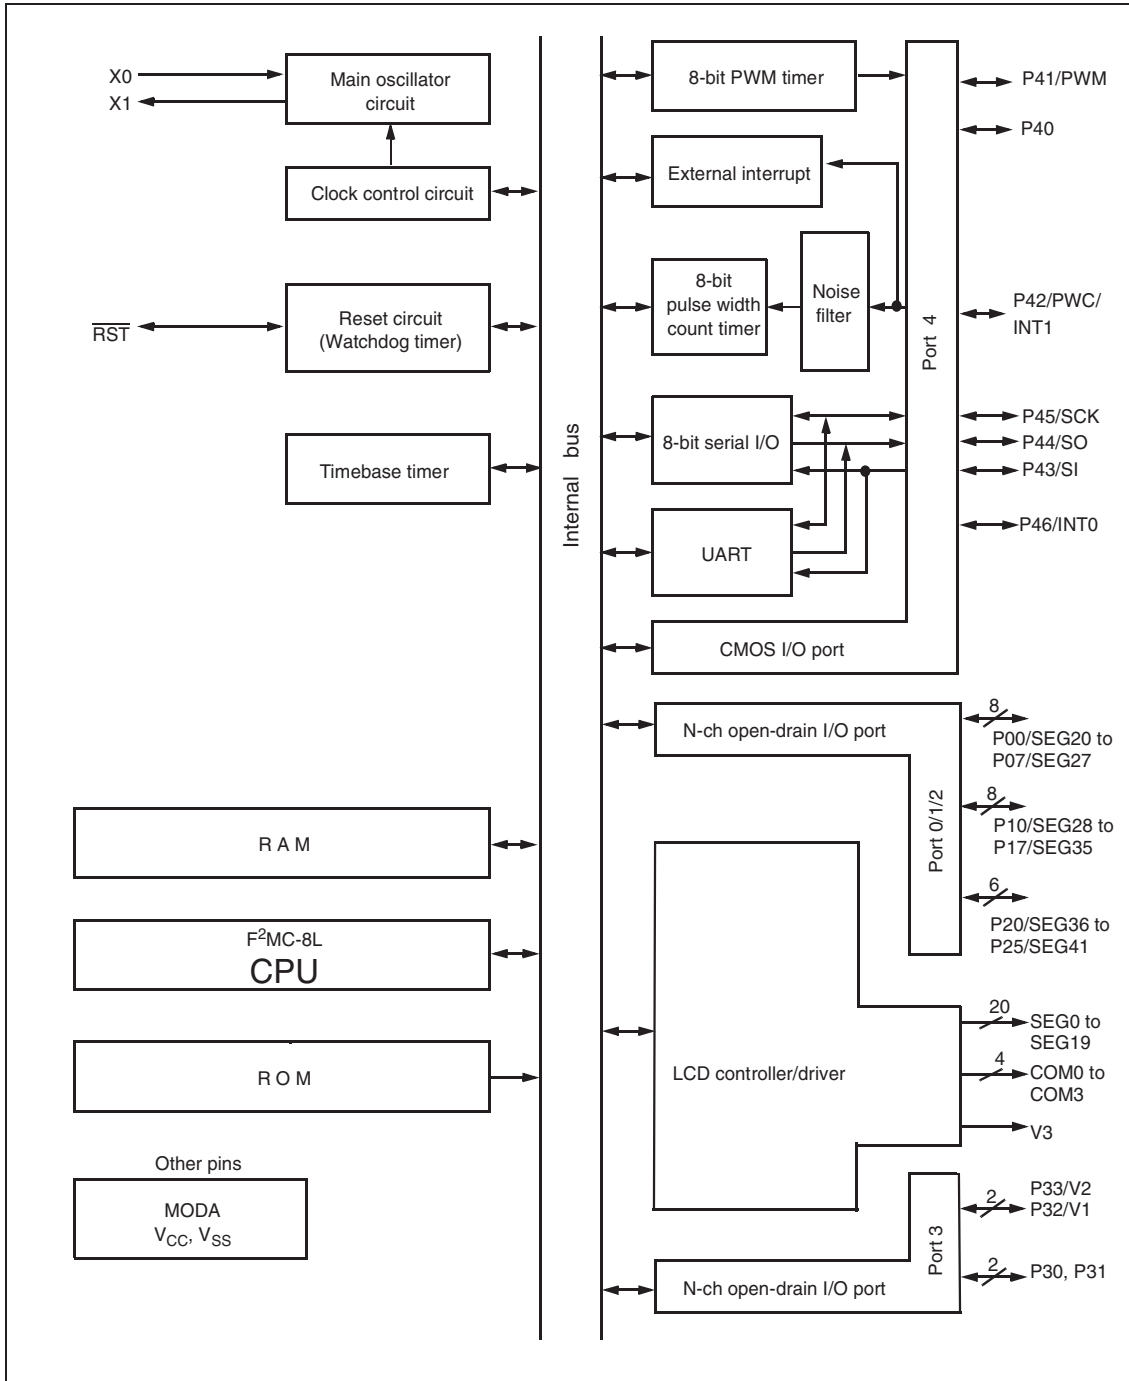 X0
X1
Main oscillator
circuit
Clock control circuit
RST
Reset circuit
(Watchdog timer)
Timebase timer
R A M
F²MC-8L
CPU
R O M
Other pins
MODA
VCC, VSS
Internal bus
8-bit PWM timer
External interrupt
8-bit
pulse width
count timer
Noise
filter
8-bit serial I/O
UART
CMOS I/O port
Port 4
P41/PWM
P40
P42/PWC/
INT1
P45/SCK
P44/SO
P43/SI
P46/INT0
N-ch open-drain I/O port
Port 0/1/2
8
P00/SEG20 to
P07/SEG27
8
P10/SEG28 to
P17/SEG35
6
P20/SEG36 to
P25/SEG41
LCD controller/driver
20
SEG0 to
SEG19
4
COM0 to
COM3
V3
N-ch open-drain I/O port
Port 3
2
P33/V2
P32/V1
2
P30, P31